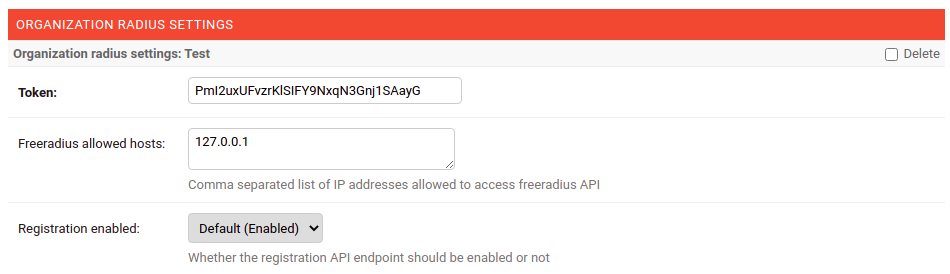 ORGANIZATION RADIUS SETTINGS
Organization radius settings: Test Delete
Token: PmI2uxUFvzrKlSIFY9NxqN3Gnj1SAayG
Freeradius allowed hosts: 127.0.0.1
Comma separated list of IP addresses allowed to access freeradius API
Registration enabled: Default (Enabled)
Whether the registration API endpoint should be enabled or not